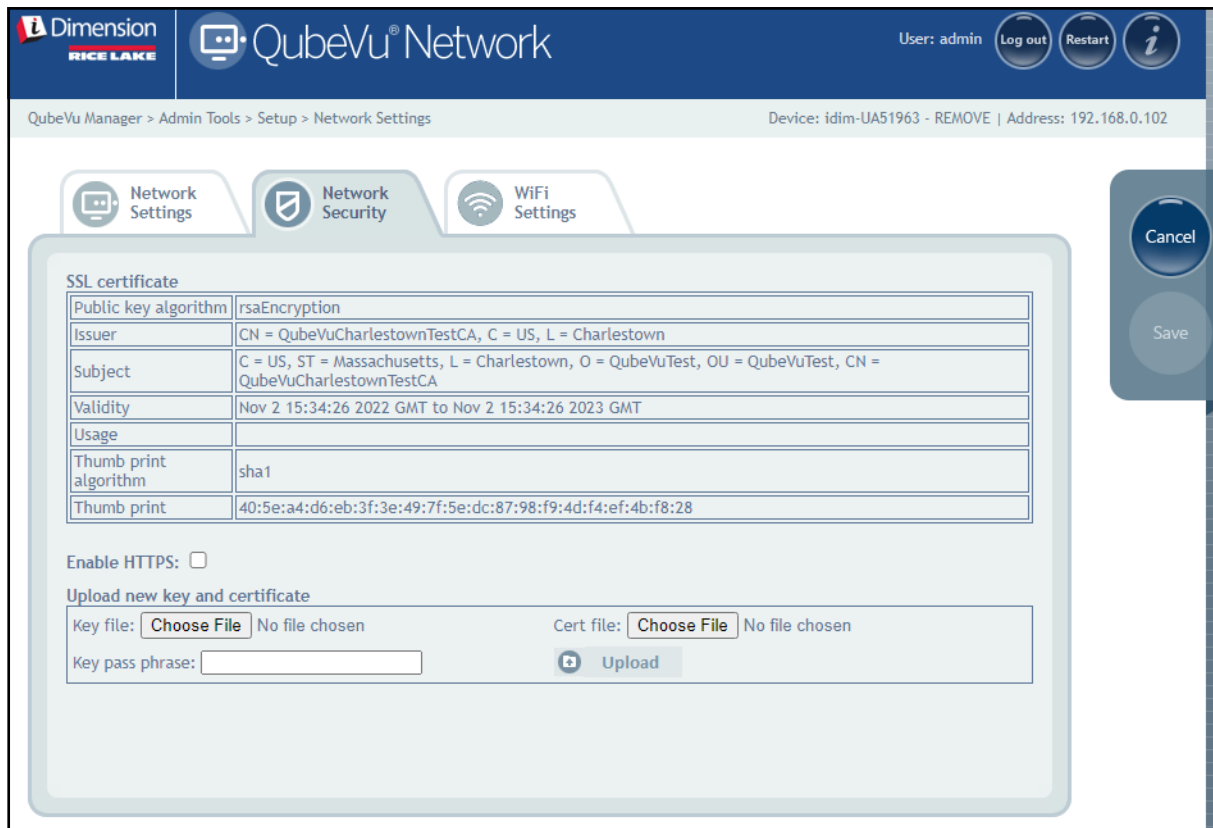 iDimension
RICE LAKE
QubeVu® Network
User: admin
Log out
Restart
i
QubeVu Manager > Admin Tools > Setup > Network Settings
Device: idim-UA51963 - REMOVE | Address: 192.168.0.102
Network
Settings
Network
Security
WiFi
Settings
Cancel
Save
SSL certificate
Public key algorithm rsaEncryption
Issuer CN = QubeVuCharlestownTestCA, C = US, L = Charlestown
Subject C = US, ST = Massachusetts, L = Charlestown, O = QubeVuTest, OU = QubeVuTest, CN =
QubeVuCharlestownTestCA
Validity Nov 2 15:34:26 2022 GMT to Nov 2 15:34:26 2023 GMT
Usage
Thumb print
algorithm sha1
Thumb print 40:5e:a4:d6:eb:3f:3e:49:7f:5e:dc:87:98:f9:4d:f4:ef:4b:f8:28
Enable HTTPS:
Upload new key and certificate
Key file: Choose File No file chosen Cert file: Choose File No file chosen
Key pass phrase: Upload